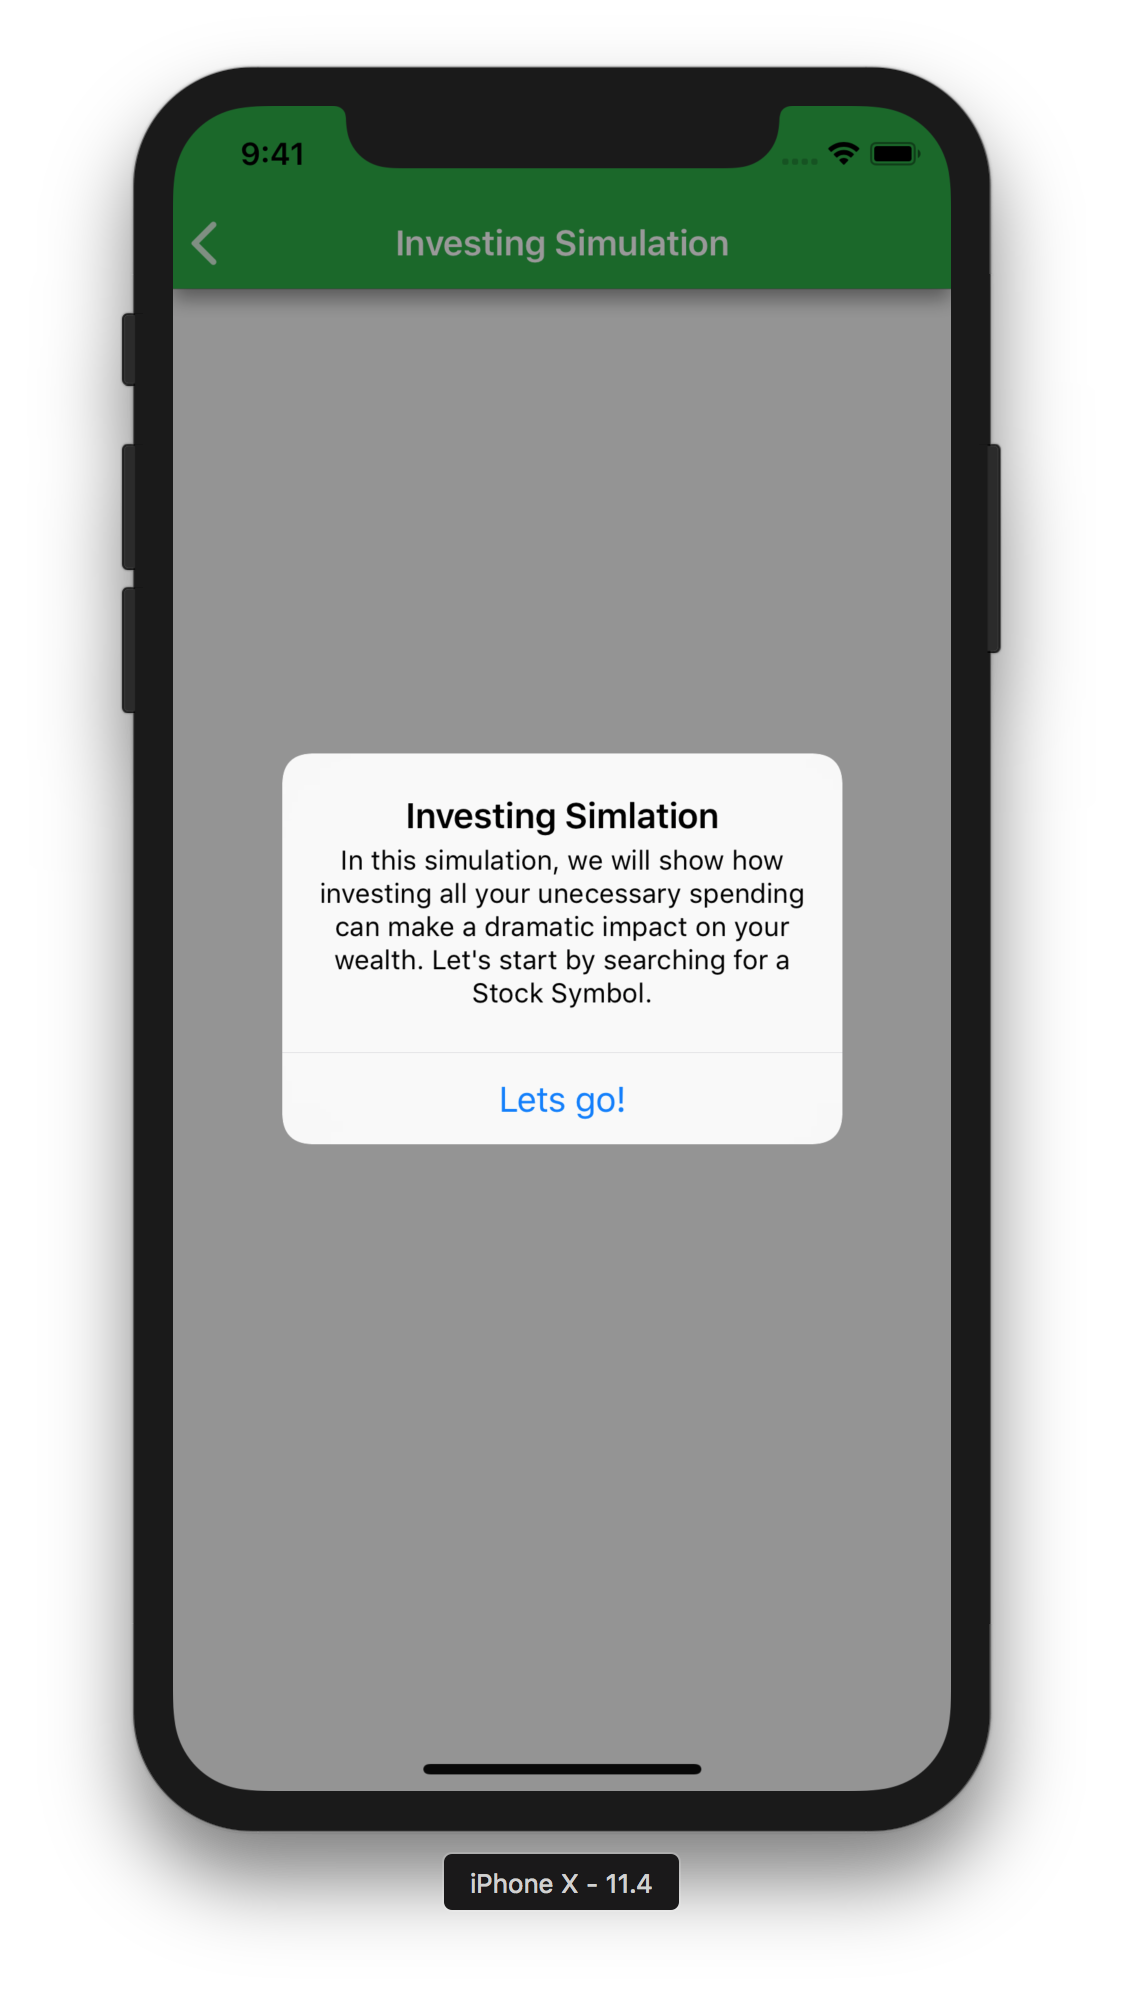 9:41
Investing Simulation
Investing Simlation
In this simulation, we will show how
investing all your unecessary spending
can make a dramatic impact on your
wealth. Let's start by searching for a
Stock Symbol.
Lets go!
iPhone X - 11.4